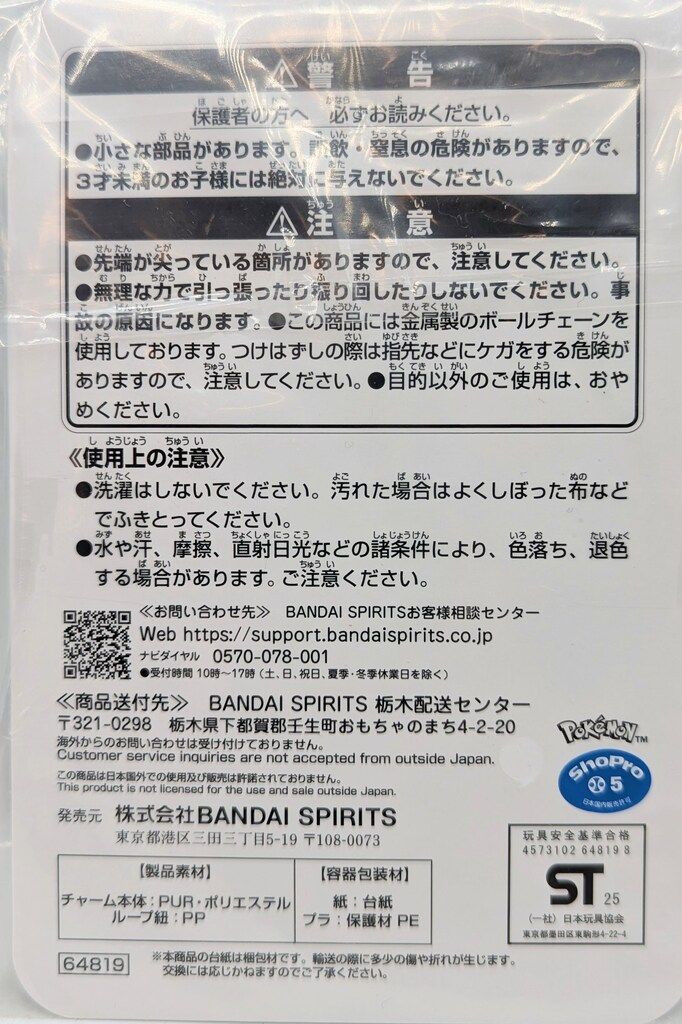 ⚠警告
保護者の方へ 必ずお読みください。
●小さな部品があります。誤飲・窒息の危険がありますので、
3才未満のお子様には絶対に与えないでください。
⚠注意
●先端が尖っている箇所がありますので、注意してください。
●無理な力で引っ張ったり振り回したりしないでください。事
故の原因になります。●この商品には金属製のボールチェーンを
使用しております。つけはずしの際は指先などにケガをする危険が
ありますので、注意してください。●目的以外のご使用は、おや
めください。
《使用上の注意》
●洗濯はしないでください。汚れた場合はよくしぼった布など
でふきとってください。
●水や汗、摩擦、直射日光などの諸条件により、色落ち、退色
する場合があります。ご注意ください。
≪お問い合わせ先≫ BANDAI SPIRITSお客様相談センター
Web https://support.bandaispirits.co.jp
ナビダイヤル 0570-078-001
●受付時間 10時〜17時(土、日、祝日、夏季・冬季休業日を除く)
≪商品送付先≫ BANDAI SPIRITS 栃木配送センター
〒321-0298 栃木県下都賀郡壬生町おもちゃのまち4-2-20
海外からのお問い合わせは受け付けておりません。
Customer service inquiries are not accepted from outside Japan.
この商品は日本国外での使用及び販売は許諾されておりません。
This product is not licensed for the use and sale outside Japan.
発売元 株式会社BANDAI SPIRITS
東京都港区三田三丁目5-19 〒108-0073
POKéMON™
ShoPro
5
日本国内販売許可
【製品素材】
チャーム本体:PUR・ポリエステル
ループ紐:PP
【容器包装材】
紙:台紙
プラ:保護材 PE
玩具安全基準合格
4573102 64819 8
ST 25
(一社)日本玩具協会
東京都墨田区東駒形4-22-4
64819
※本商品の台紙は梱包材です。輸送の際に多少の傷や折れが生じます。
交換には応じかねますのでご了承ください。